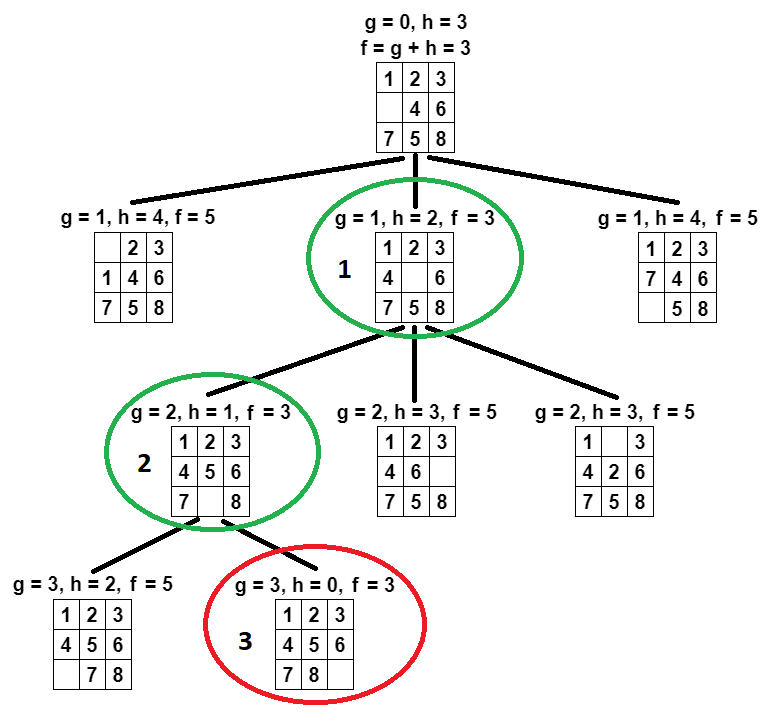 g = 0, h = 3
f = g + h = 3
1 2 3
4 6
7 5 8
g = 1, h = 4, f = 5
2 3
1 4 6
7 5 8
g = 1, h = 2, f = 3
1
1 2 3
4 6
7 5 8
g = 1, h = 4, f = 5
1 2 3
7 4 6
5 8
g = 2, h = 1, f = 3
2
1 2 3
4 5 6
7 8
g = 2, h = 3, f = 5
1 2 3
4 6
7 5 8
g = 2, h = 3, f = 5
1 3
4 2 6
7 5 8
g = 3, h = 2, f = 5
1 2 3
4 5 6
7 8
g = 3, h = 0, f = 3
3
1 2 3
4 5 6
7 8